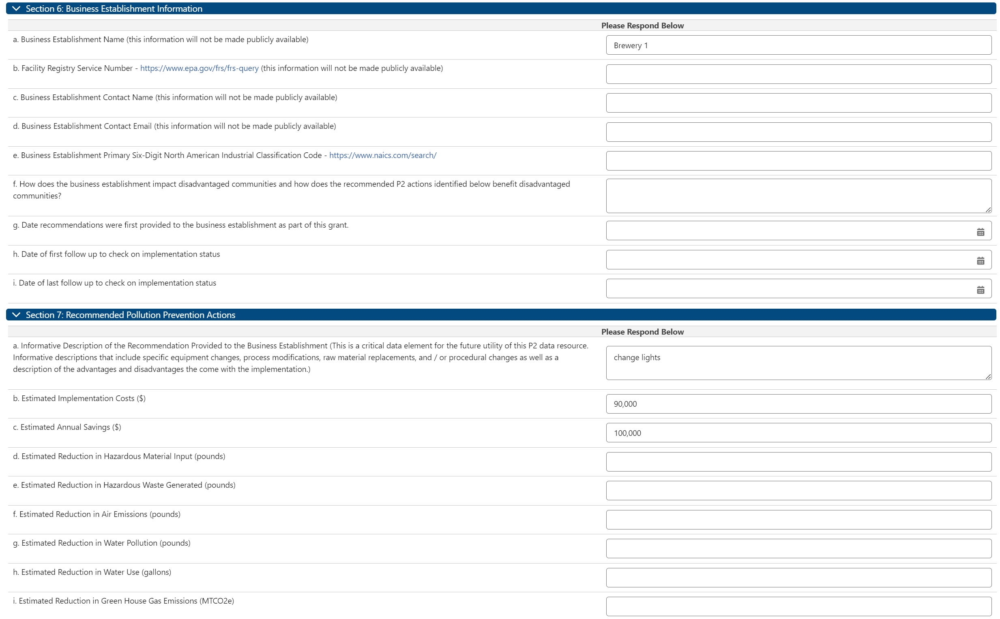 Section 6: Business Establishment Information
Please Respond Below
a. Business Establishment Name (this information will not be made publicly available)
Brewery 1
b. Facility Registry Service Number - https://www.epa.gov/frs/frs-query (this information will not be made publicly available)
c. Business Establishment Contact Name (this information will not be made publicly available)
d. Business Establishment Contact Email (this information will not be made publicly available)
e. Business Establishment Primary Six-Digit North American Industrial Classification Code - https://www.naics.com/search/
f. How does the business establishment impact disadvantaged communities and how does the recommended P2 actions identified below benefit disadvantaged
communities?
g. Date recommendations were first provided to the business establishment as part of this grant.
h. Date of first follow up to check on implementation status
i. Date of last follow up to check on implementation status
Section 7: Recommended Pollution Prevention Actions
Please Respond Below
a. Informative Description of the Recommendation Provided to the Business Establishment (This is a critical data element for the future utility of this P2 data resource.
Informative descriptions that include specific equipment changes, process modifications, raw material replacements, and / or procedural changes as well as a
description of the advantages and disadvantages the come with the implementation.)
change lights
b. Estimated Implementation Costs ($)
90,000
c. Estimated Annual Savings ($)
100,000
d. Estimated Reduction in Hazardous Material Input (pounds)
e. Estimated Reduction in Hazardous Waste Generated (pounds)
f. Estimated Reduction in Air Emissions (pounds)
g. Estimated Reduction in Water Pollution (pounds)
h. Estimated Reduction in Water Use (gallons)
i. Estimated Reduction in Green House Gas Emissions (MTCO2e)